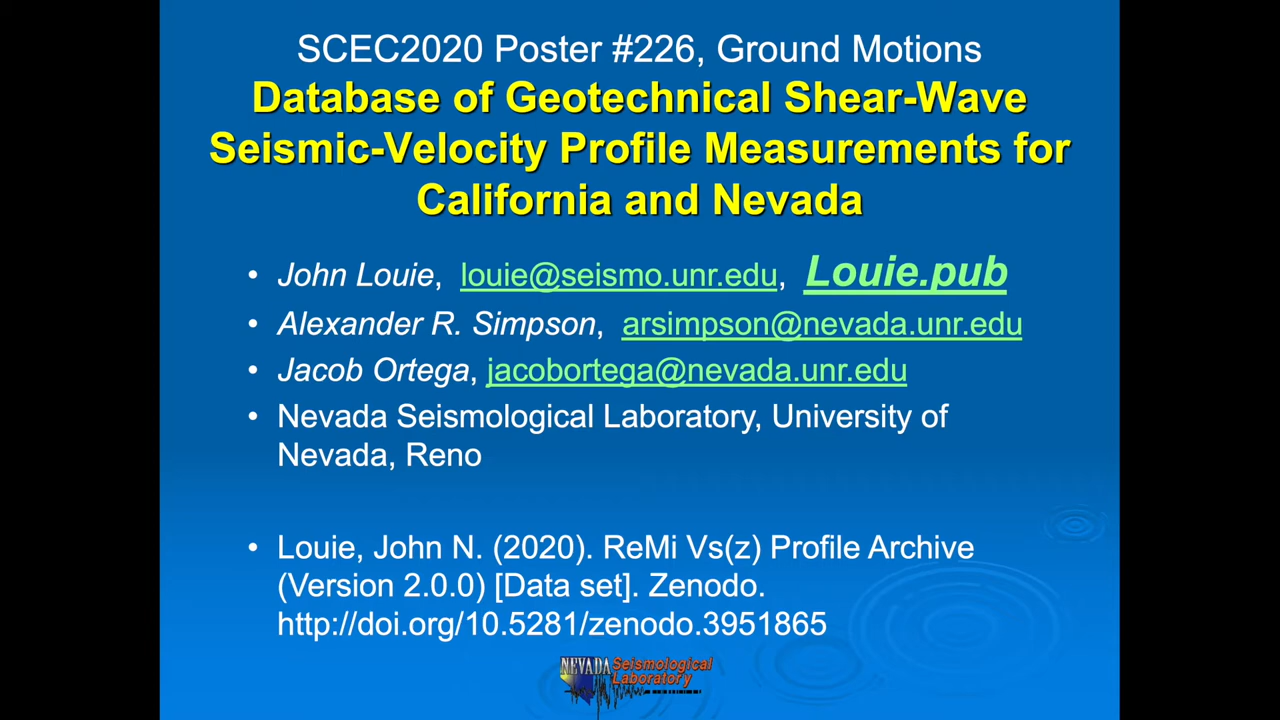 SCEC2020 Poster #226, Ground Motions
Database of Geotechnical Shear-Wave
Seismic-Velocity Profile Measurements for
California and Nevada
• John Louie, louie@seismo.unr.edu, Louie.pub
• Alexander R. Simpson, arsimpson@nevada.unr.edu
• Jacob Ortega, jacobortega@nevada.unr.edu
• Nevada Seismological Laboratory, University of
Nevada, Reno
• Louie, John N. (2020). ReMi Vs(z) Profile Archive
(Version 2.0.0) [Data set]. Zenodo.
http://doi.org/10.5281/zenodo.3951865
NEVADA Seismological
Laboratory